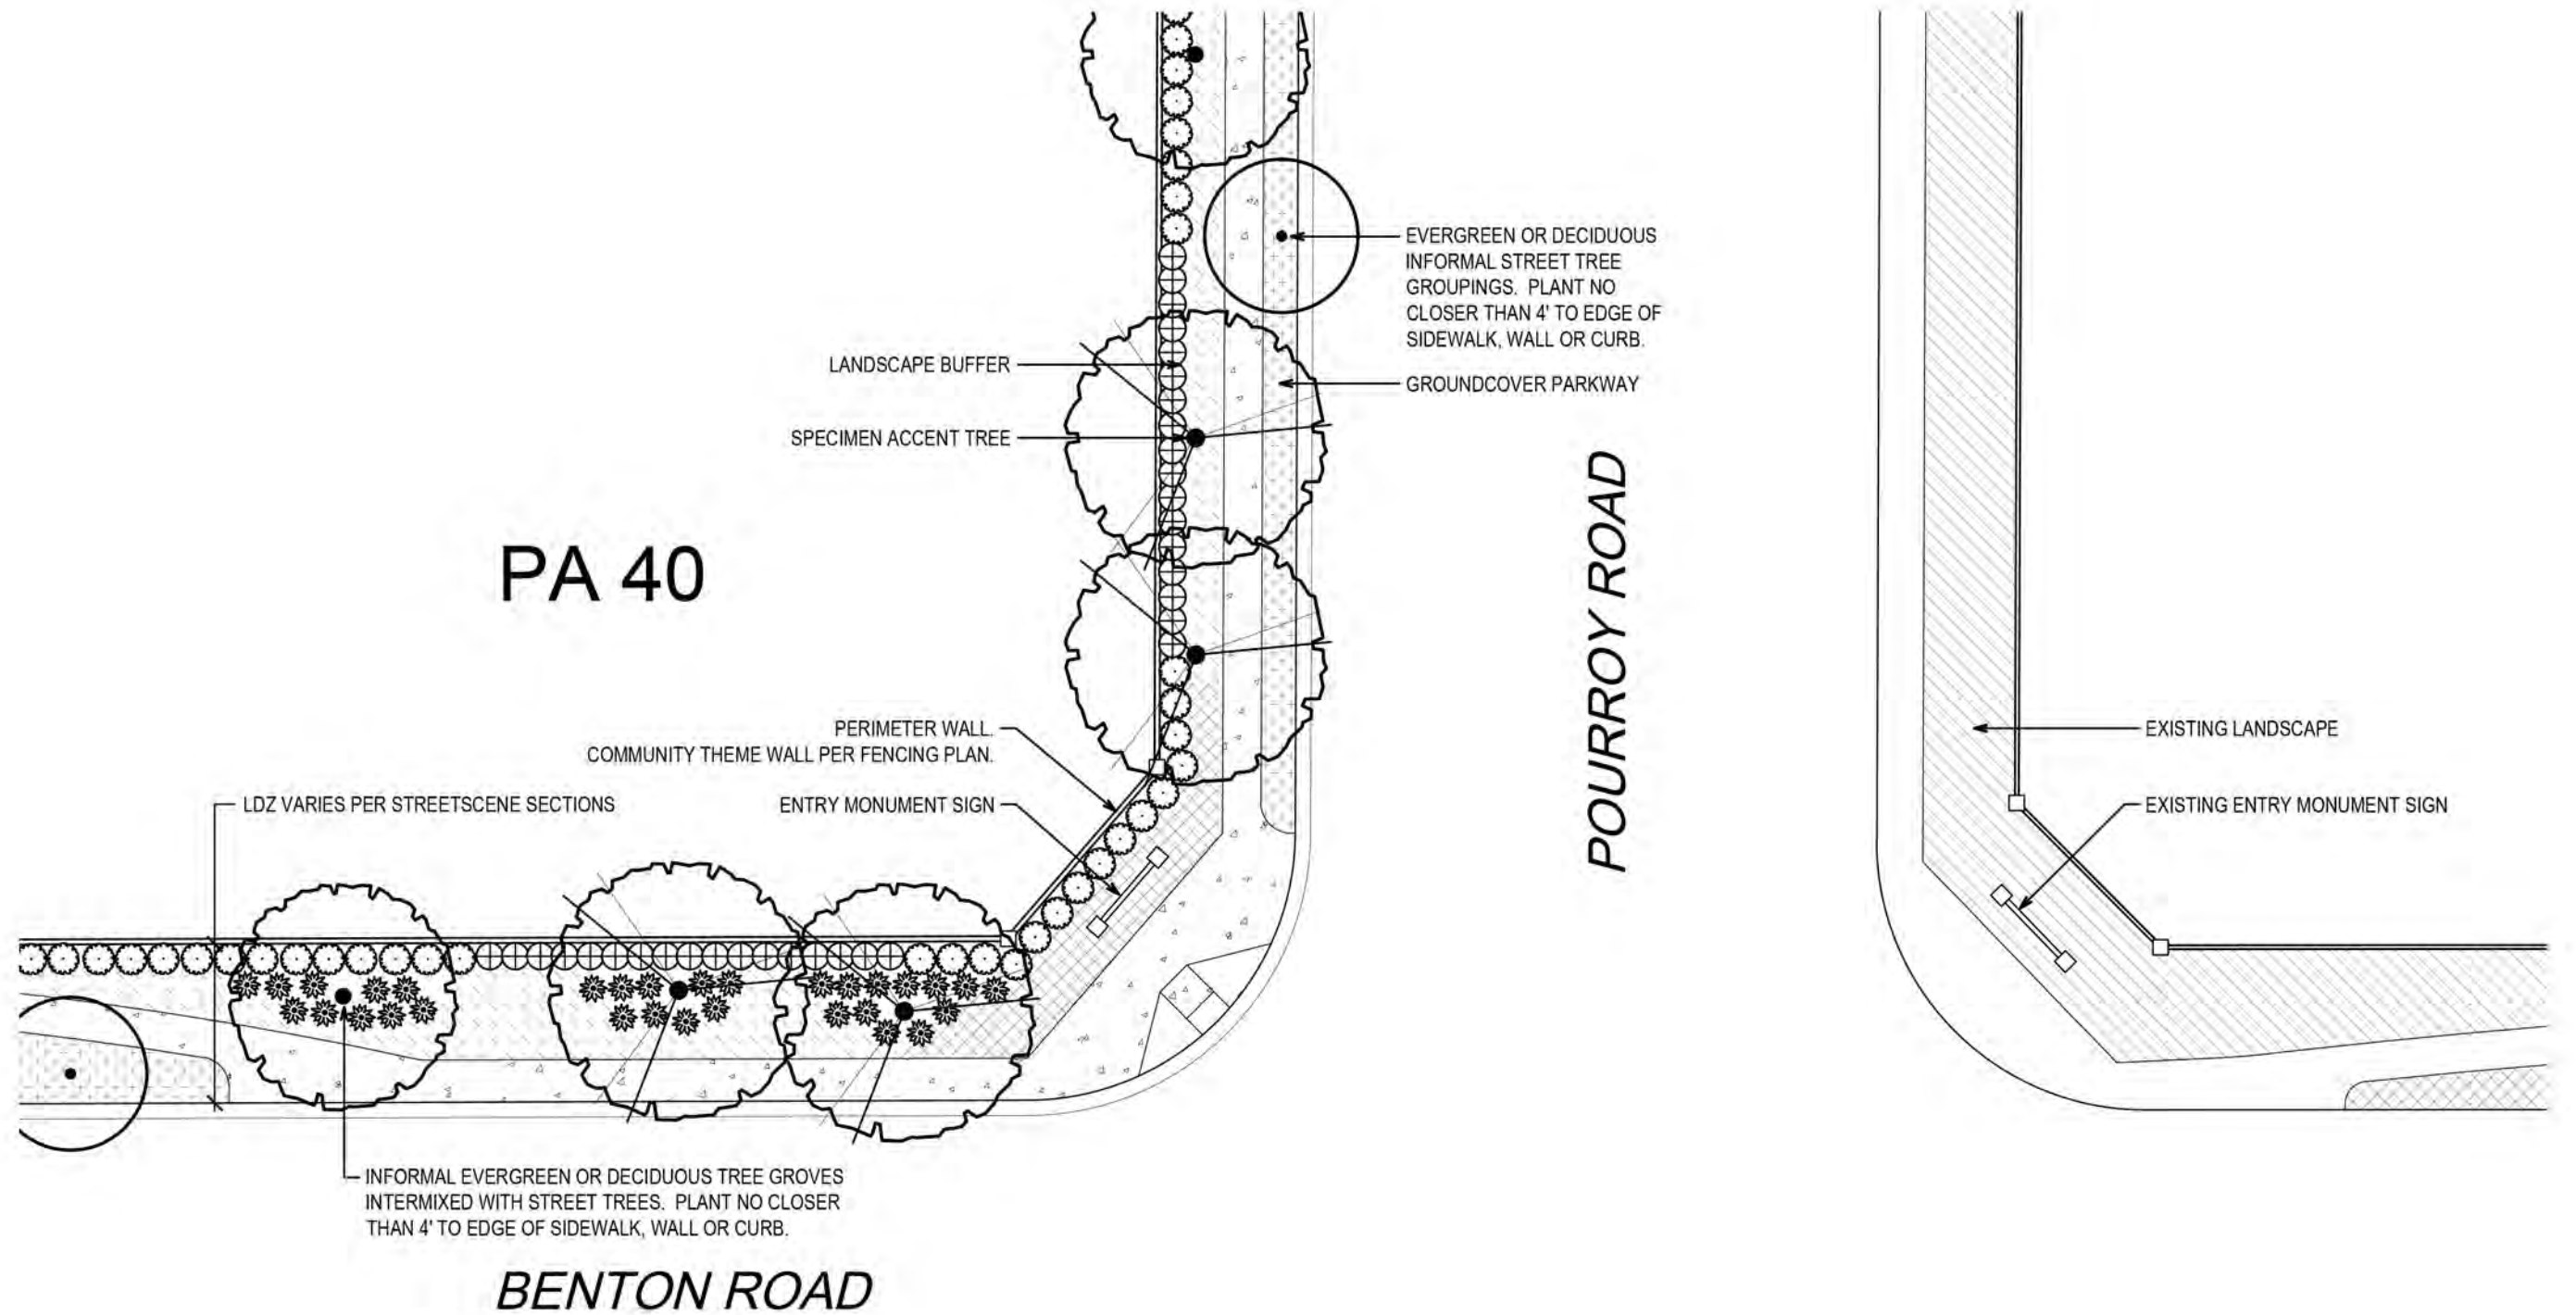 EVERGREEN OR DECIDUOUS
INFORMAL STREET TREE
GROUPINGS. PLANT NO
CLOSER THAN 4' TO EDGE OF
SIDEWALK, WALL OR CURB.
LANDSCAPE BUFFER
GROUNDCOVER PARKWAY
SPECIMEN ACCENT TREE
PA 40
POURROY ROAD
PERIMETER WALL.
COMMUNITY THEME WALL PER FENCING PLAN.
EXISTING LANDSCAPE
LDZ VARIES PER STREETSCENE SECTIONS
ENTRY MONUMENT SIGN
EXISTING ENTRY MONUMENT SIGN
INFORMAL EVERGREEN OR DECIDUOUS TREE GROVES
INTERMIXED WITH STREET TREES. PLANT NO CLOSER
THAN 4' TO EDGE OF SIDEWALK, WALL OR CURB.
BENTON ROAD